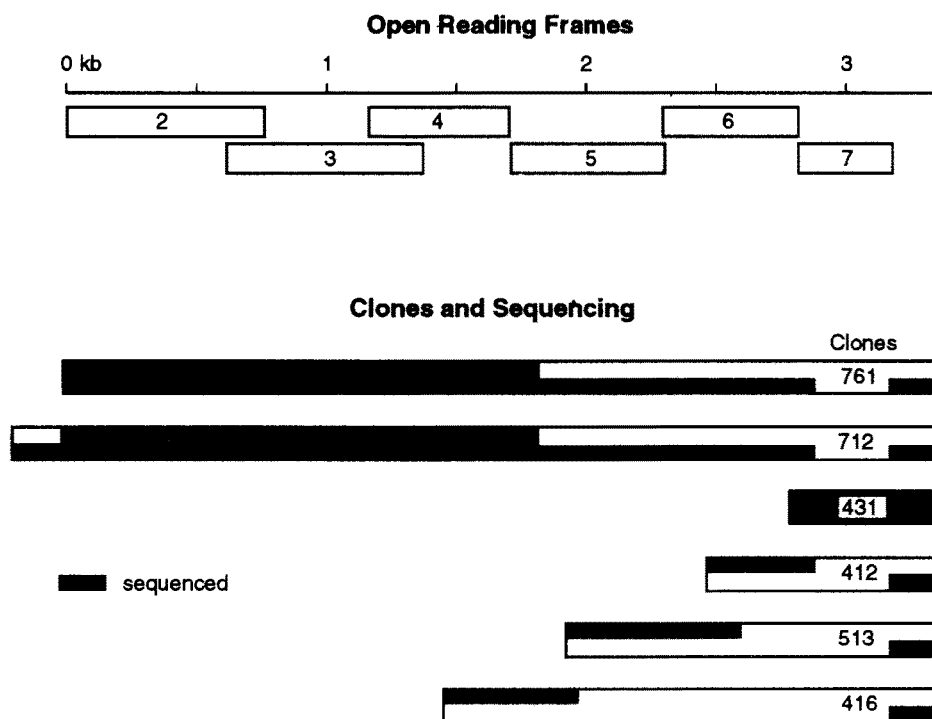 Open Reading Frames
0 kb 1 2 3
2 4 6
3 5 7
Clones and Sequencing
Clones
761
712
431
412
sequenced
513
416